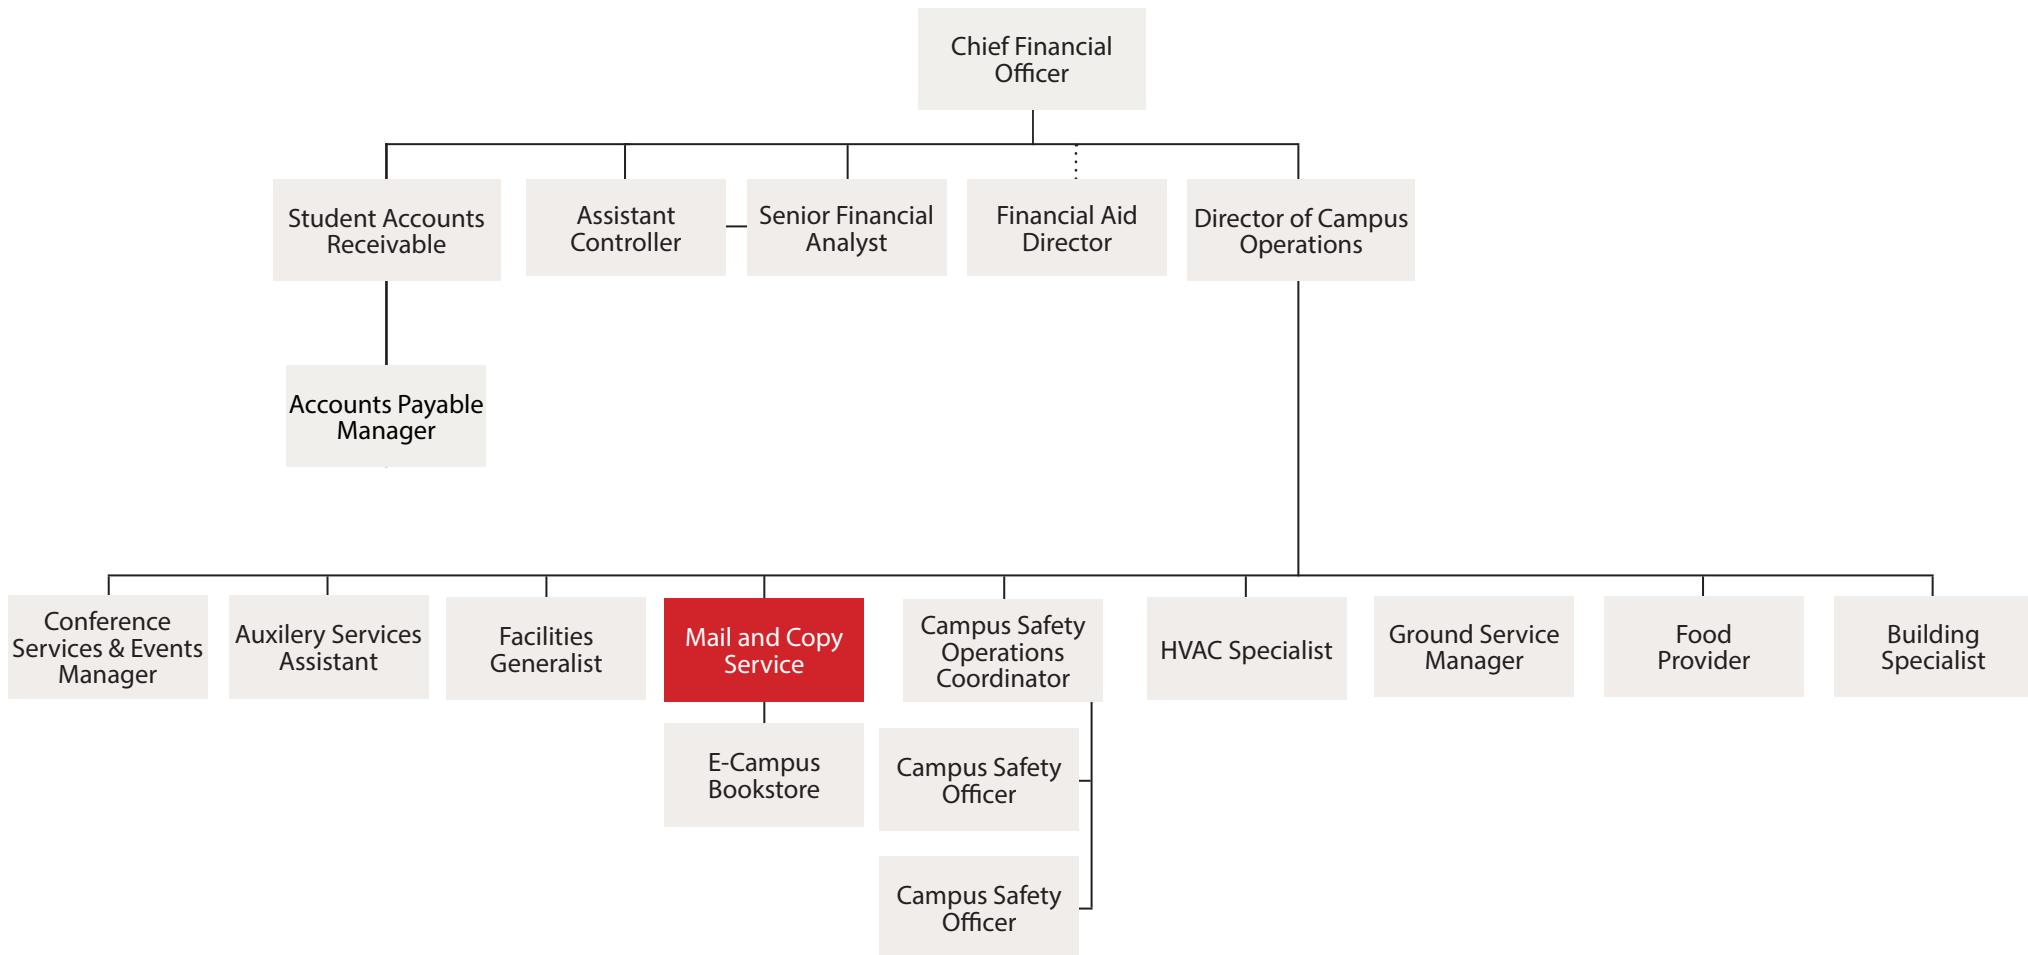 Chief Financial
Officer
Student Accounts
Receivable
Assistant
Controller
Senior Financial
Analyst
Financial Aid
Director
Director of Campus
Operations
Accounts Payable
Manager
Conference
Services & Events
Manager
Auxilery Services
Assistant
Facilities
Generalist
Mail and Copy
Service
Campus Safety
Operations
Coordinator
HVAC Specialist
Ground Service
Manager
Food
Provider
Building
Specialist
E-Campus
Bookstore
Campus Safety
Officer
Campus Safety
Officer